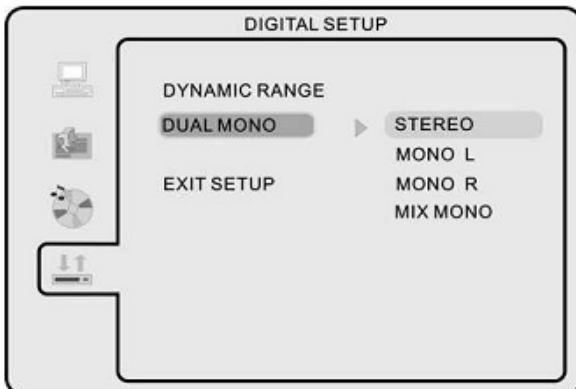 DIGITAL SETUP
DYNAMIC RANGE
DUAL MONO
EXIT SETUP
STEREO
MONO L
MONO R
MIX MONO